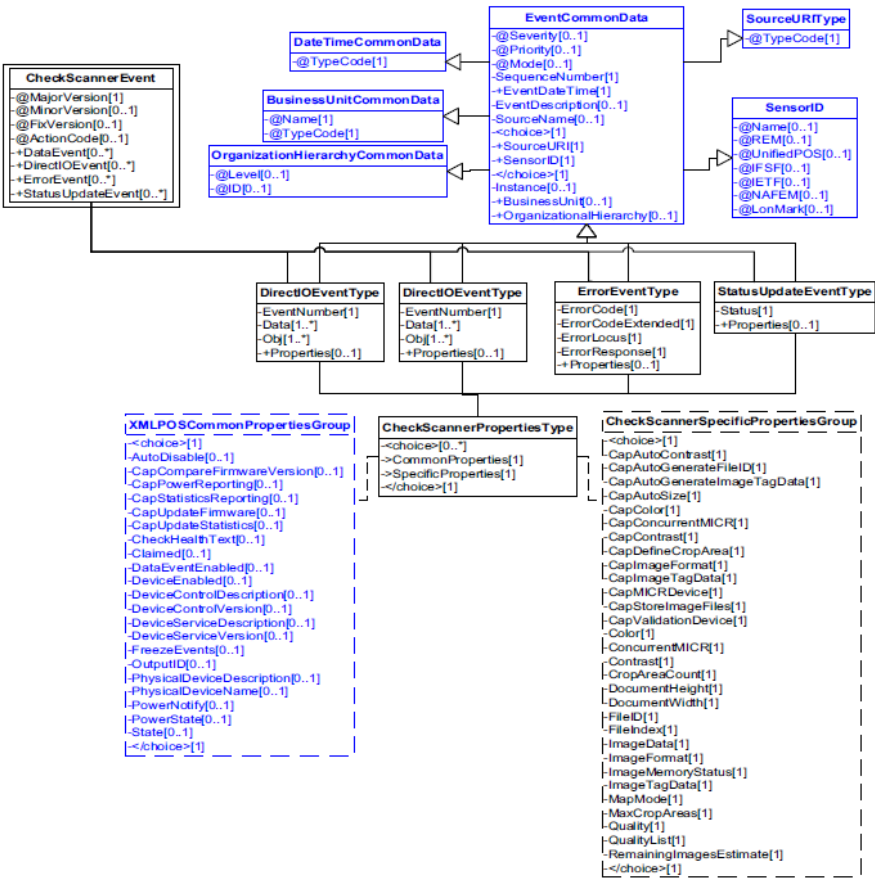 EventCommonData
-@Severity[0..1]
-@Priority[0..1]
-@Mode[0..1]
-SequenceNumber[1]
-+EventDateTime[1]
-EventDescription[0..1]
-SourceName[0..1]
-<choice>[1]
-+SourceURI[1]
-+SensorID[1]
-</choice>[1]
-Instance[0..1]
-+BusinessUnit[0..1]
-+OrganizationalHierarchy[0..1]
SourceURIType
-@TypeCode[1]
DateTimeCommonData
-@TypeCode[1]
CheckScannerEvent
-@MajorVersion[1]
-@MinorVersion[0..1]
-@FixVersion[0..1]
-@ActionCode[0..1]
-+DataEvent[0..*]
-+DirectIOEvent[0..*]
-+ErrorEvent[0..*]
-+StatusUpdateEvent[0..*]
BusinessUnitCommonData
-@Name[1]
-@TypeCode[1]
OrganizationHierarchyCommonData
-@Level[0..1]
-@ID[0..1]
SensorID
-@Name[0..1]
-@REM[0..1]
-@UnifiedPOS[0..1]
-@IFSF[0..1]
-@IETF[0..1]
-@NAFEM[0..1]
-@LonMark[0..1]
DirectIOEventType
-EventNumber[1]
-Data[1..*]
-Obj[1..*]
-+Properties[0..1]
DirectIOEventType
-EventNumber[1]
-Data[1..*]
-Obj[1..*]
-+Properties[0..1]
ErrorEventType
-ErrorCode[1]
-ErrorCodeExtended[1]
-ErrorLocus[1]
-ErrorResponse[1]
-+Properties[0..1]
StatusUpdateEventType
-Status[1]
-+Properties[0..1]
XMLPOSCommonPropertiesGroup
-<choice>[1]
-AutoDisable[0..1]
-CapCompareFirmwareVersion[0..1]
-CapPowerReporting[0..1]
-CapStatisticsReporting[0..1]
-CapUpdateFirmware[0..1]
-CapUpdateStatistics[0..1]
-CheckHealthText[0..1]
-Claimed[0..1]
-DataEventEnabled[0..1]
-DeviceEnabled[0..1]
-DeviceControlDescription[0..1]
-DeviceControlVersion[0..1]
-DeviceServiceDescription[0..1]
-DeviceServiceVersion[0..1]
-FreezeEvents[0..1]
-OutputID[0..1]
-PhysicalDeviceDescription[0..1]
-PhysicalDeviceName[0..1]
-PowerNotify[0..1]
-PowerState[0..1]
-State[0..1]
-</choice>[1]
CheckScannerPropertiesType
-<choice>[0..*]
->CommonProperties[1]
->SpecificProperties[1]
-</choice>[1]
CheckScannerSpecificPropertiesGroup
-<choice>[1]
-CapAutoContrast[1]
-CapAutoGenerateFileID[1]
-CapAutoGenerateImageTagData[1]
-CapAutoSize[1]
-CapColor[1]
-CapConcurrentMICR[1]
-CapContrast[1]
-CapDefineCropArea[1]
-CapImageFormat[1]
-CapImageTagData[1]
-CapMICRDevice[1]
-CapStoreImageFiles[1]
-CapValidationDevice[1]
-Color[1]
-ConcurrentMICR[1]
-Contrast[1]
-CropAreaCount[1]
-DocumentHeight[1]
-DocumentWidth[1]
-FileID[1]
-FileIndex[1]
-ImageData[1]
-ImageFormat[1]
-ImageMemoryStatus[1]
-ImageTagData[1]
-MapMode[1]
-MaxCropAreas[1]
-Quality[1]
-QualityList[1]
-RemainingImagesEstimate[1]
-</choice>[1]